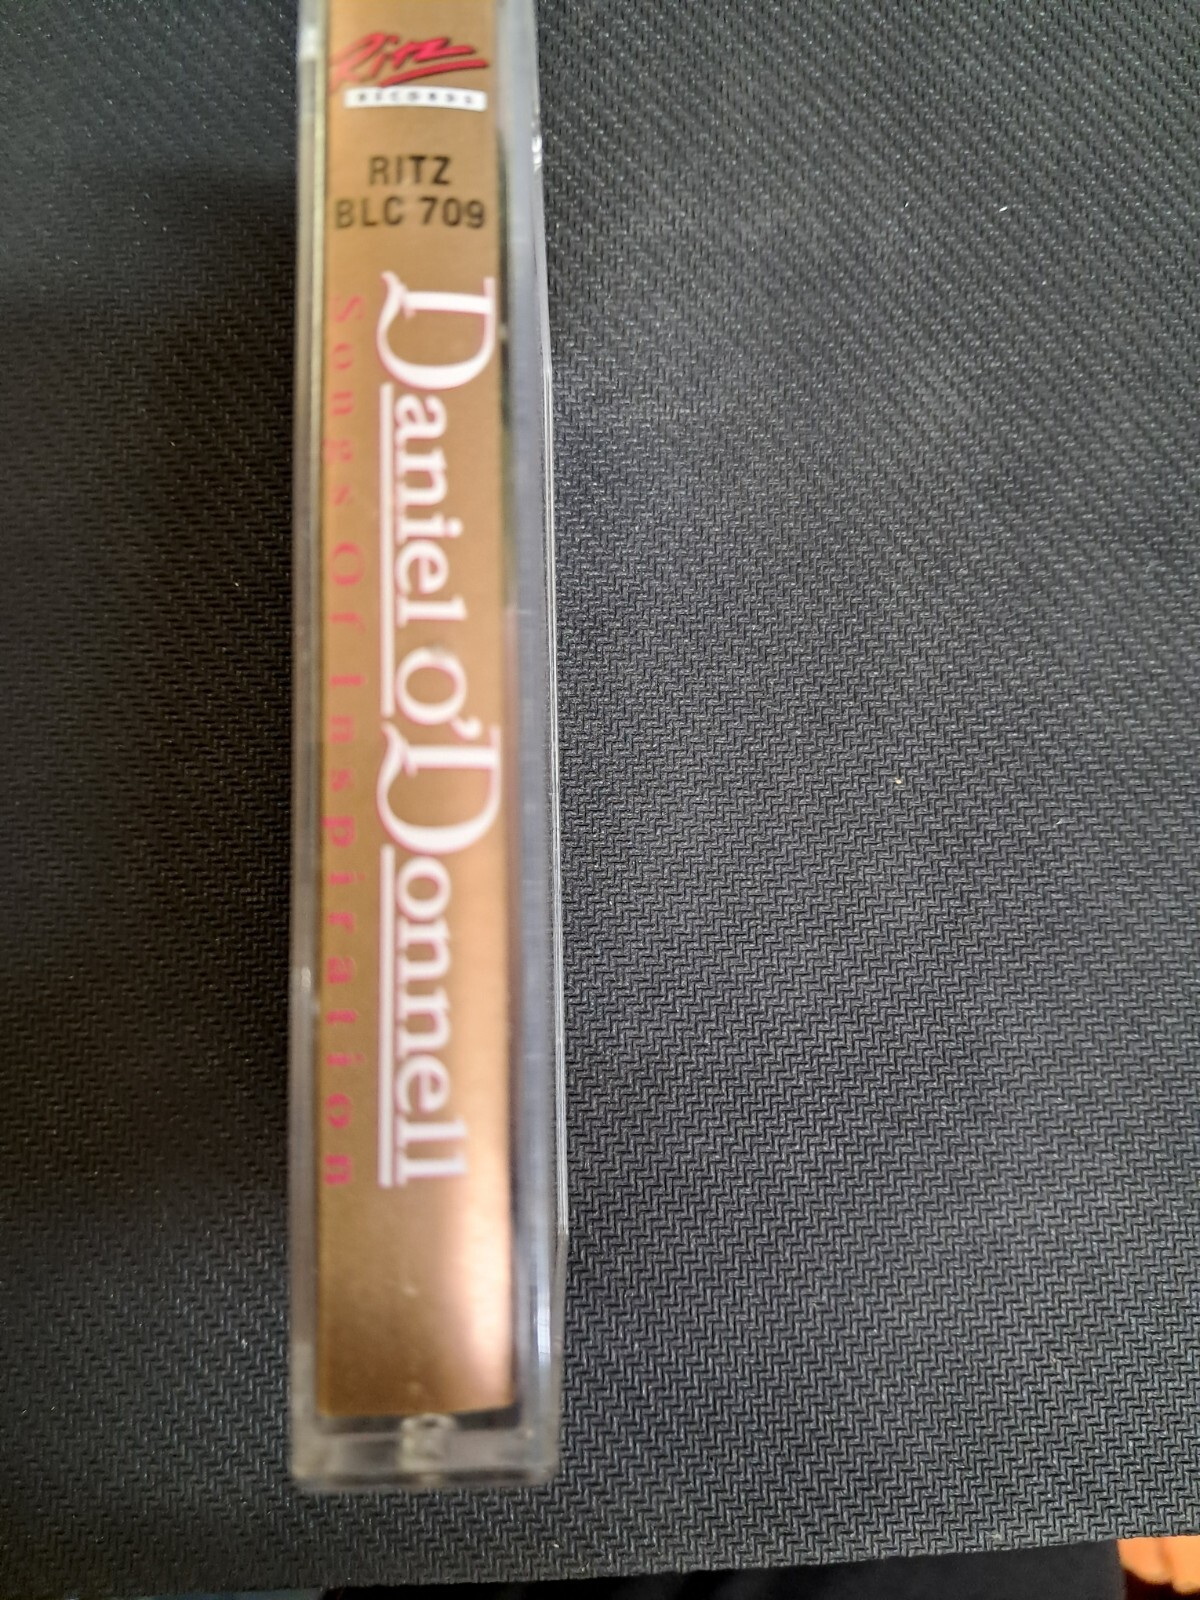 Ritz
RECORDS
RITZ
BLC 709
Daniel O'Donnell
Songs Of Inspiration